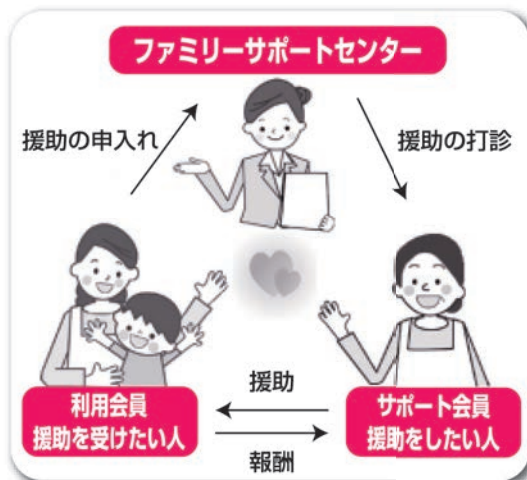 ファミリーサポートセンター
援助の申入れ
援助の打診
利用会員
援助を受けたい人
援助
報酬
サポート会員
援助をしたい人